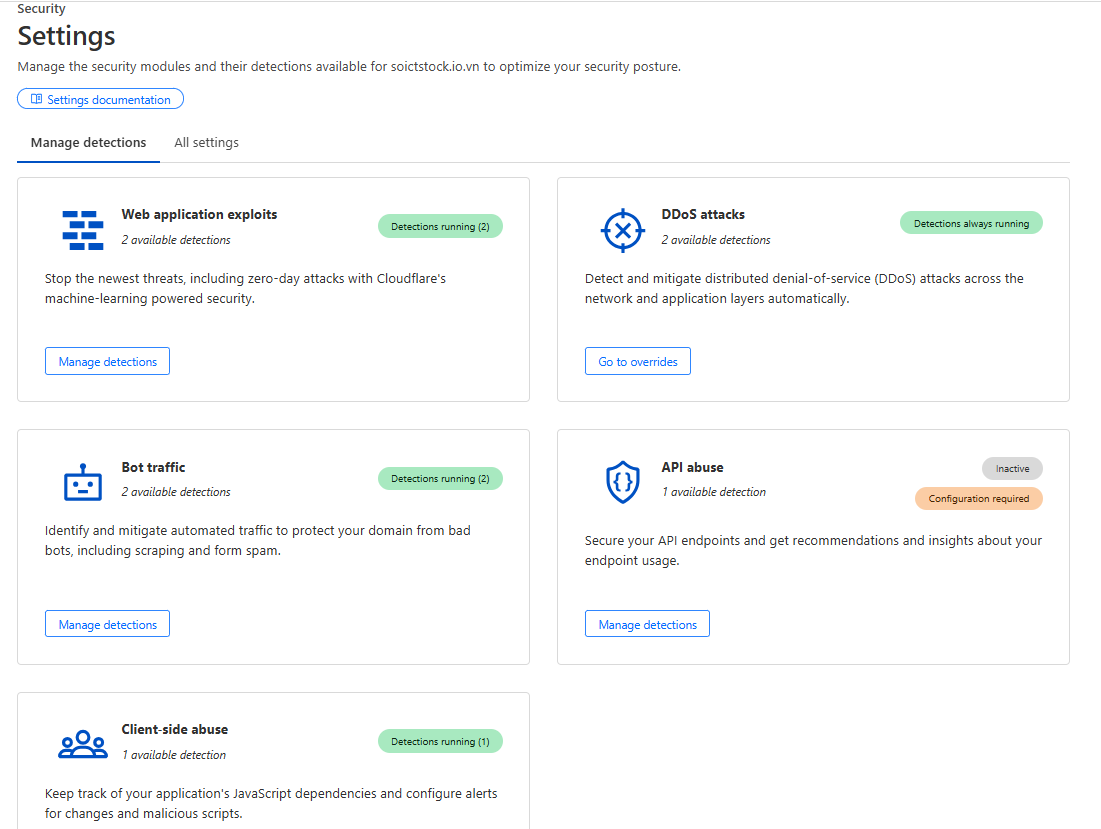 Security
Settings
Manage the security modules and their detections available for soictstock.io.vn to optimize your security posture.
Settings documentation
Manage detections
All settings
Web application exploits
2 available detections
Detections running (2)
Stop the newest threats, including zero-day attacks with Cloudflare's
machine-learning powered security.
Manage detections
DDoS attacks
2 available detections
Detections always running
Detect and mitigate distributed denial-of-service (DDoS) attacks across the
network and application layers automatically.
Go to overrides
Bot traffic
2 available detections
Detections running (2)
Identify and mitigate automated traffic to protect your domain from bad
bots, including scraping and form spam.
Manage detections
API abuse
1 available detection
Inactive
Configuration required
Secure your API endpoints and get recommendations and insights about your
endpoint usage.
Manage detections
Client-side abuse
1 available detection
Detections running (1)
Keep track of your application's JavaScript dependencies and configure alerts
for changes and malicious scripts.